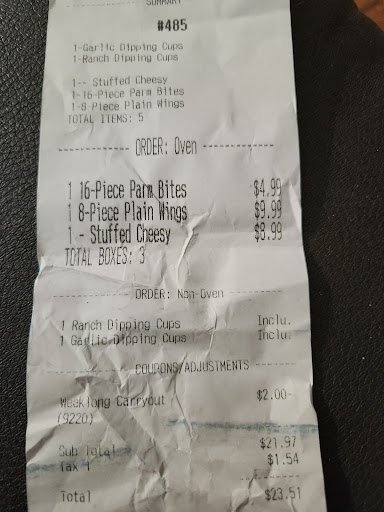 SUMMARY
#485
1-Garlic Dipping Cups
1-Ranch Dipping Cups
1-- Stuffed Cheesy
1-16-Piece Parm Bites
1-8-Piece Plain Wings
TOTAL ITEMS: 5
---------- ORDER: Oven ----------
1 16-Piece Parm Bites $4.99
1 8-Piece Plain Wings $9.99
1 - Stuffed Cheesy $8.99
TOTAL BOXES: 3
---------- ORDER: Non-Oven ----------
1 Ranch Dipping Cups Inclu.
1 Garlic Dipping Cups Inclu.
---------- COUPONS/ADJUSTMENTS ----------
Weeklong Carryout $2.00-
(9220)
Sub Total $21.97
Tax 1 $1.54
Total $23.51